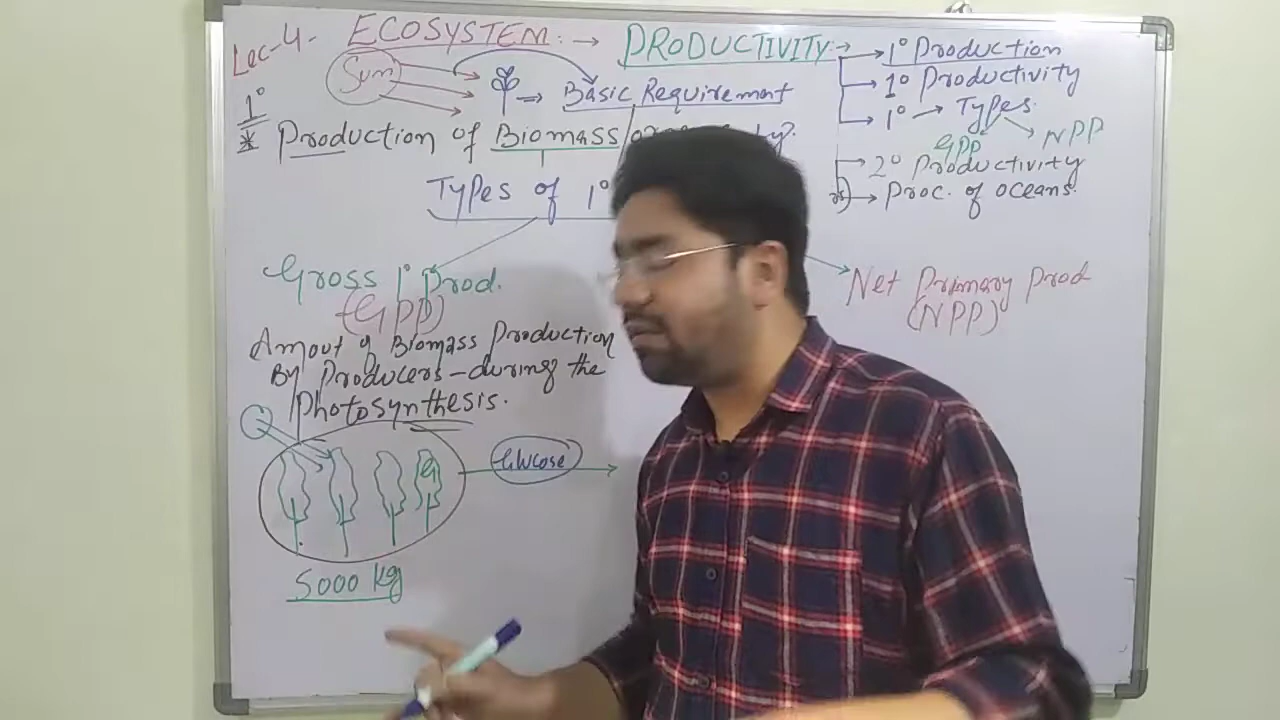 Lec-4- ECOSYSTEM :→ PRODUCTIVITY:→
1° Production
Sun
1° Productivity
→ Basic Requirement
1° → Types
GPP NPP
1°
* Production of Biomass/ by?
2° Productivity
→ Proc. of oceans.
Types of 1°
Gross 1° Prod.
(GPP)
Net Primary Prod
(NPP)
Amout of Biomass Production
By Producers - during the
Photosynthesis.
G
Glucose
5000 kg